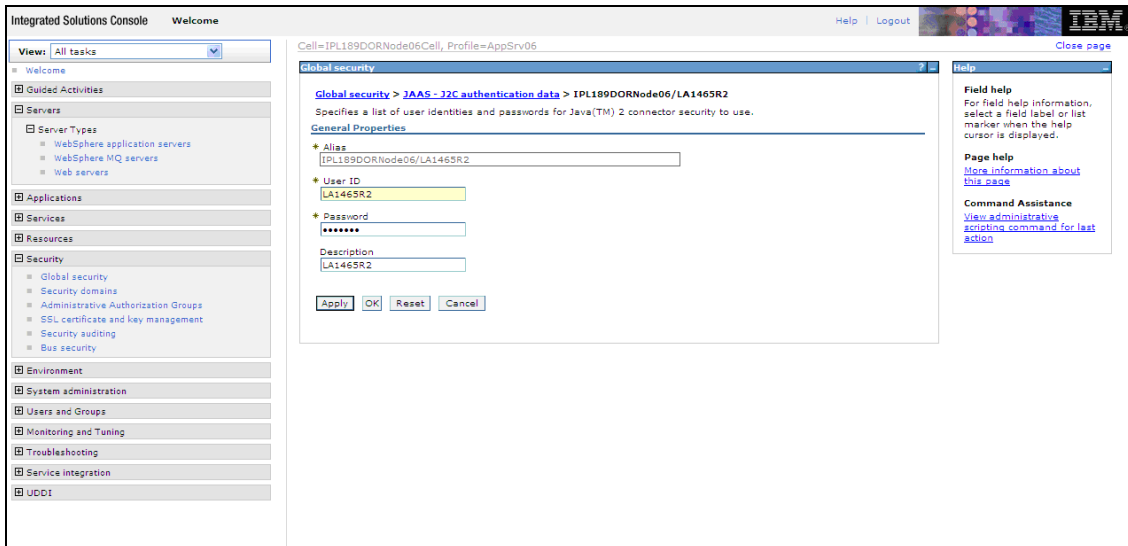 Integrated Solutions Console Welcome Help | Logout IBM.
View: All tasks
Cell=IPL189DORNode06Cell, Profile=AppSrv06 Close page
Welcome
Guided Activities
Servers
Server Types
WebSphere application servers
WebSphere MQ servers
Web servers
Applications
Services
Resources
Security
Global security
Security domains
Administrative Authorization Groups
SSL certificate and key management
Security auditing
Bus security
Environment
System administration
Users and Groups
Monitoring and Tuning
Troubleshooting
Service integration
UDDI
Global security ? -
Global security > JAAS - J2C authentication data > IPL189DORNode06/LA1465R2
Specifies a list of user identities and passwords for Java(TM) 2 connector security to use.
General Properties
* Alias
IPL189DORNode06/LA1465R2
* User ID
LA1465R2
* Password
•••••••
Description
LA1465R2
Apply OK Reset Cancel
Help -
Field help
For field help information,
select a field label or list
marker when the help
cursor is displayed.
Page help
More information about
this page
Command Assistance
View administrative
scripting command for last
action